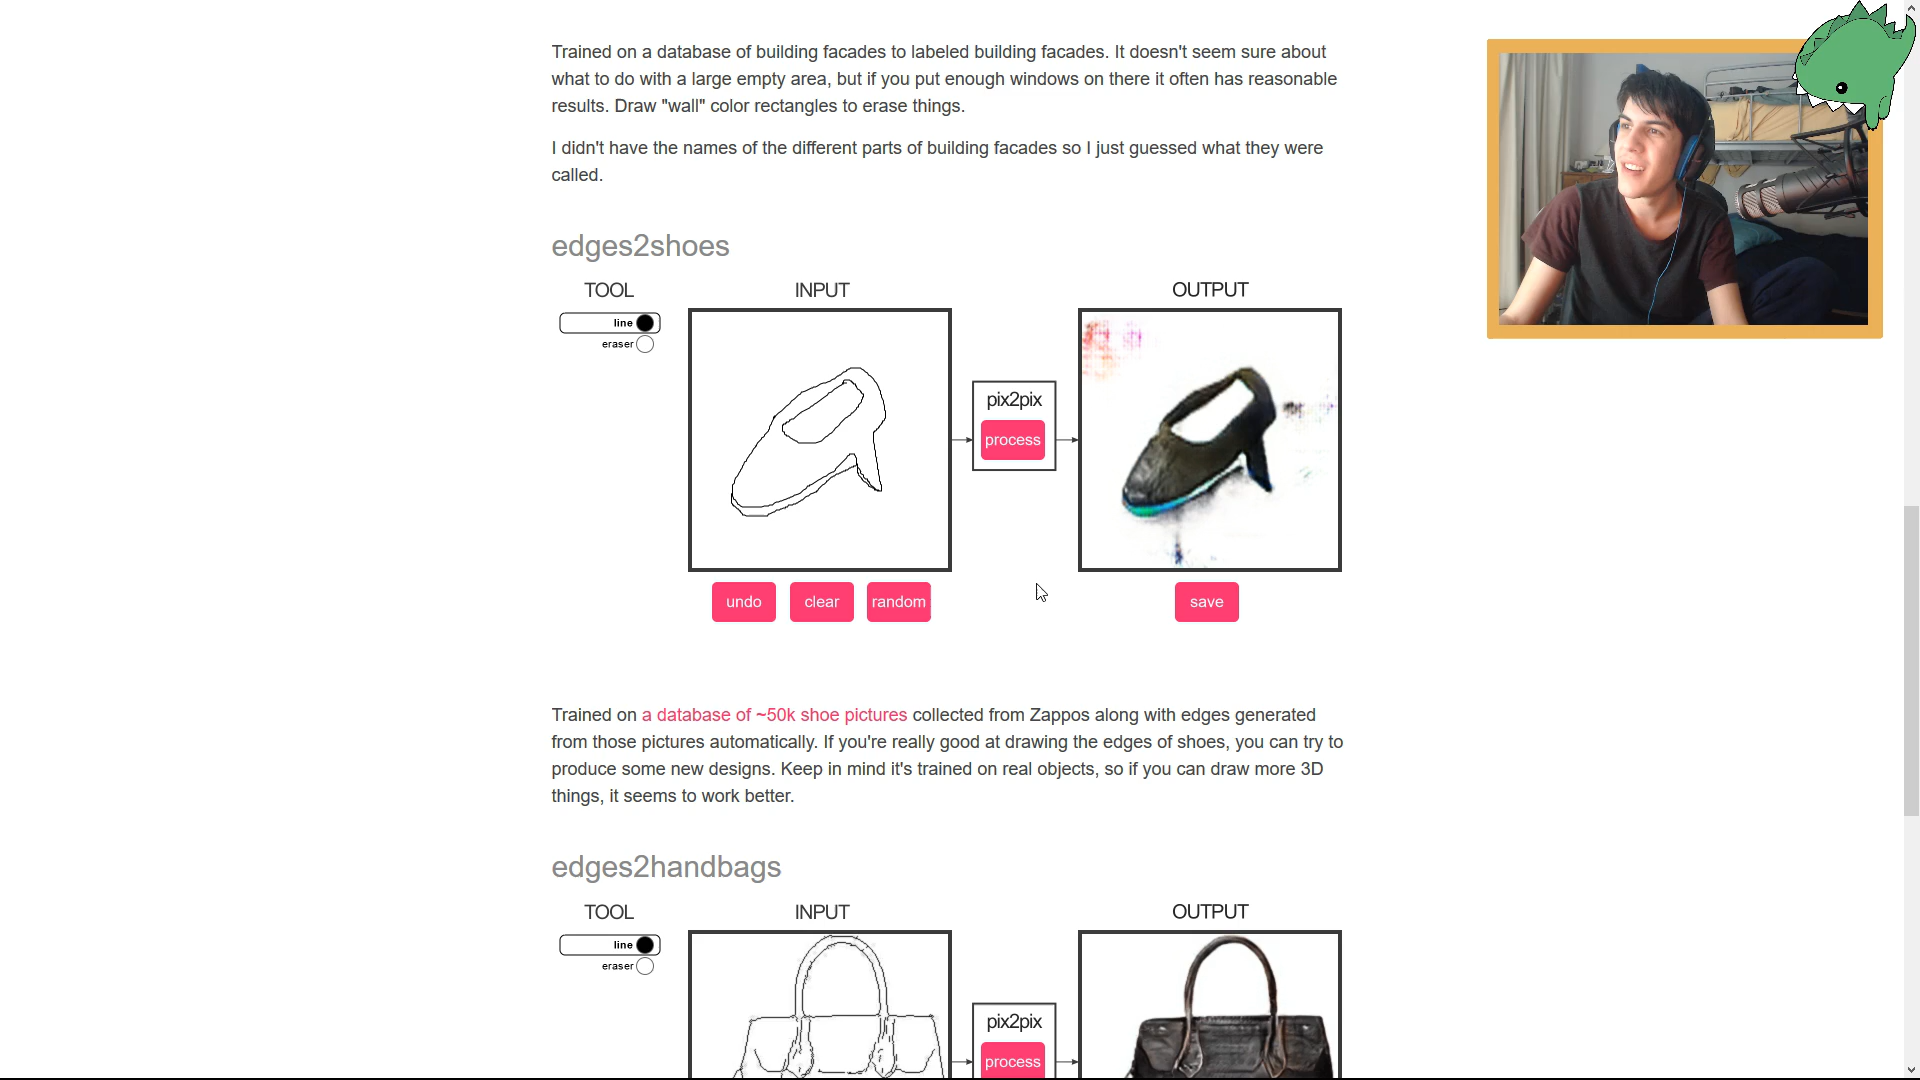 Trained on a database of building facades to labeled building facades. It doesn't seem sure about
what to do with a large empty area, but if you put enough windows on there it often has reasonable
results. Draw "wall" color rectangles to erase things.
I didn't have the names of the different parts of building facades so I just guessed what they were
called.
edges2shoes
TOOL
INPUT
OUTPUT
line
eraser
pix2pix
process
undo
clear
random
save
Trained on a database of ~50k shoe pictures collected from Zappos along with edges generated
from those pictures automatically. If you're really good at drawing the edges of shoes, you can try to
produce some new designs. Keep in mind it's trained on real objects, so if you can draw more 3D
things, it seems to work better.
edges2handbags
TOOL
INPUT
OUTPUT
line
eraser
pix2pix
process